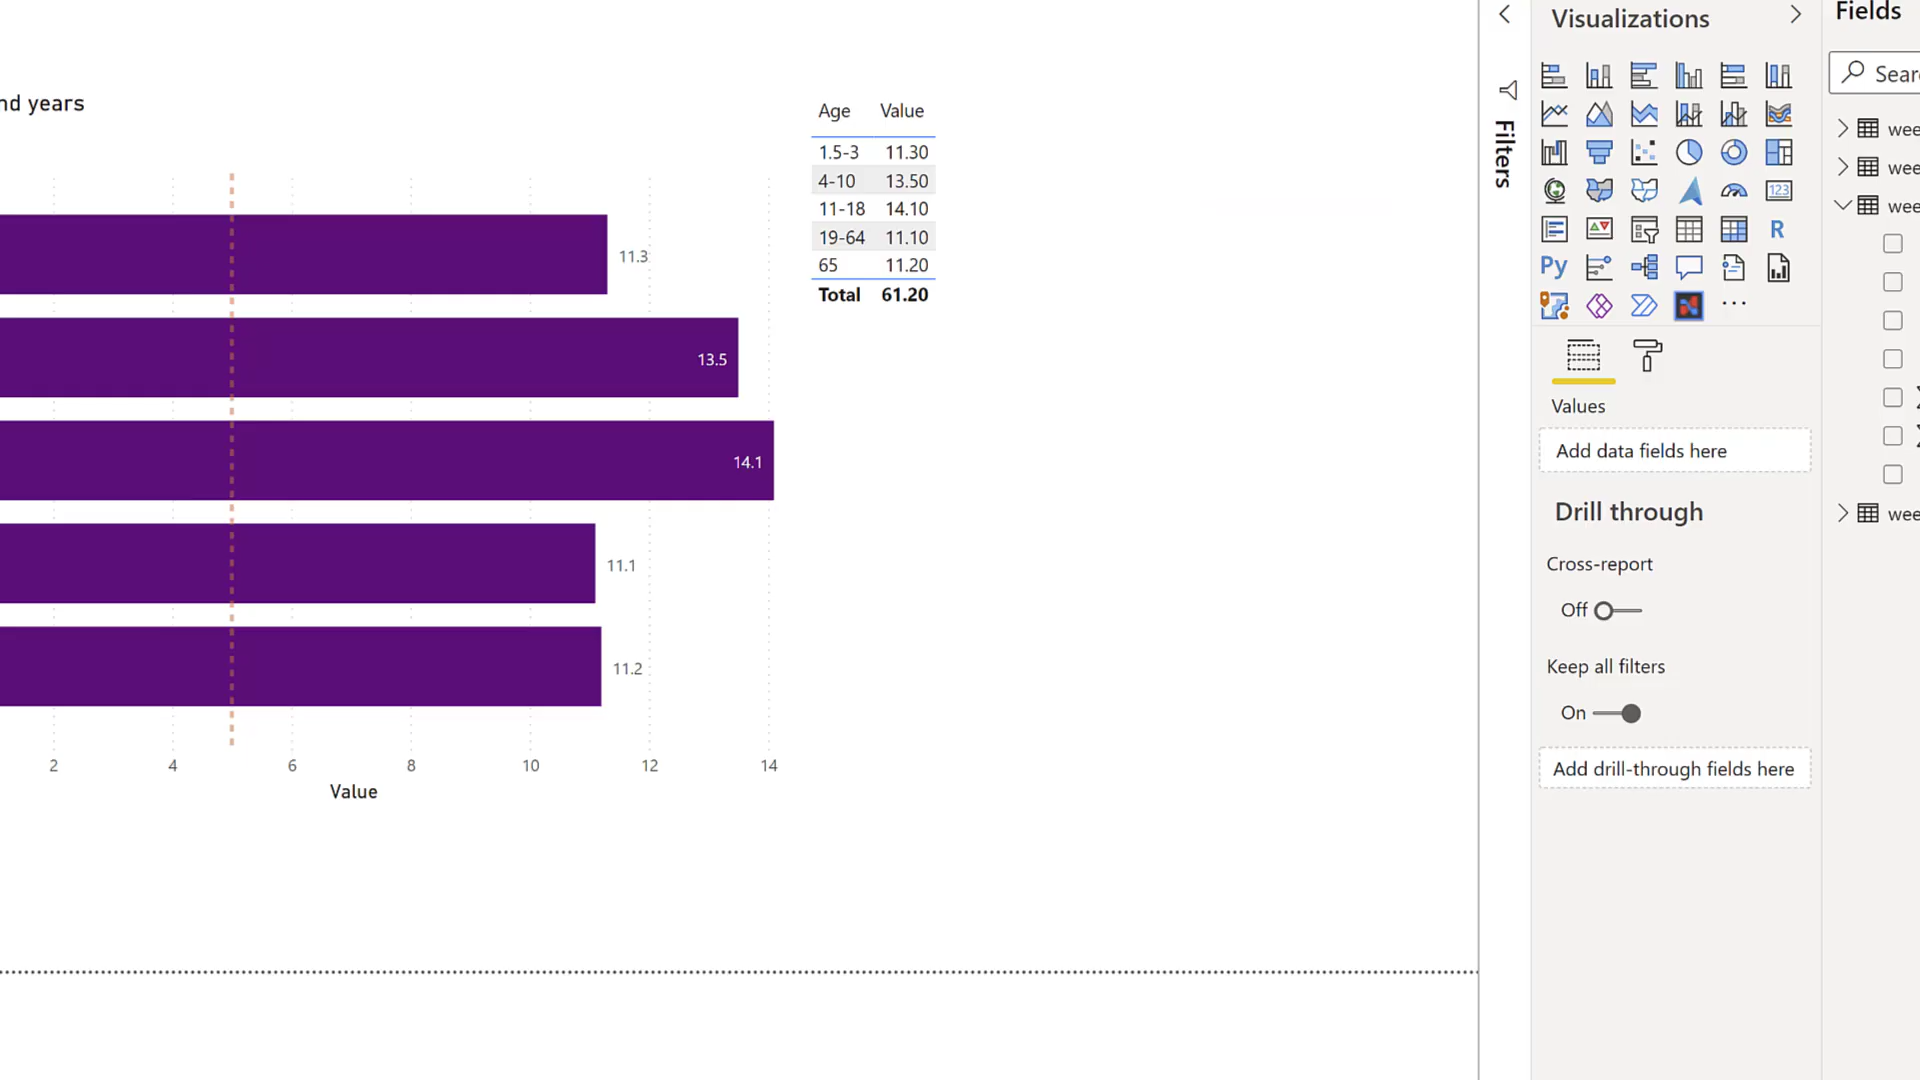 nd years
11.3
13.5
14.1
11.1
11.2
2 4 6 8 10 12 14
Value
Age Value
1.5-3 11.30
4-10 13.50
11-18 14.10
19-64 11.10
65 11.20
Total 61.20
Filters
Visualizations
123
R
Py
Values
Add data fields here
Drill through
Cross-report
Off
Keep all filters
On
Add drill-through fields here
Fields
Sear
wee
wee
wee
wee